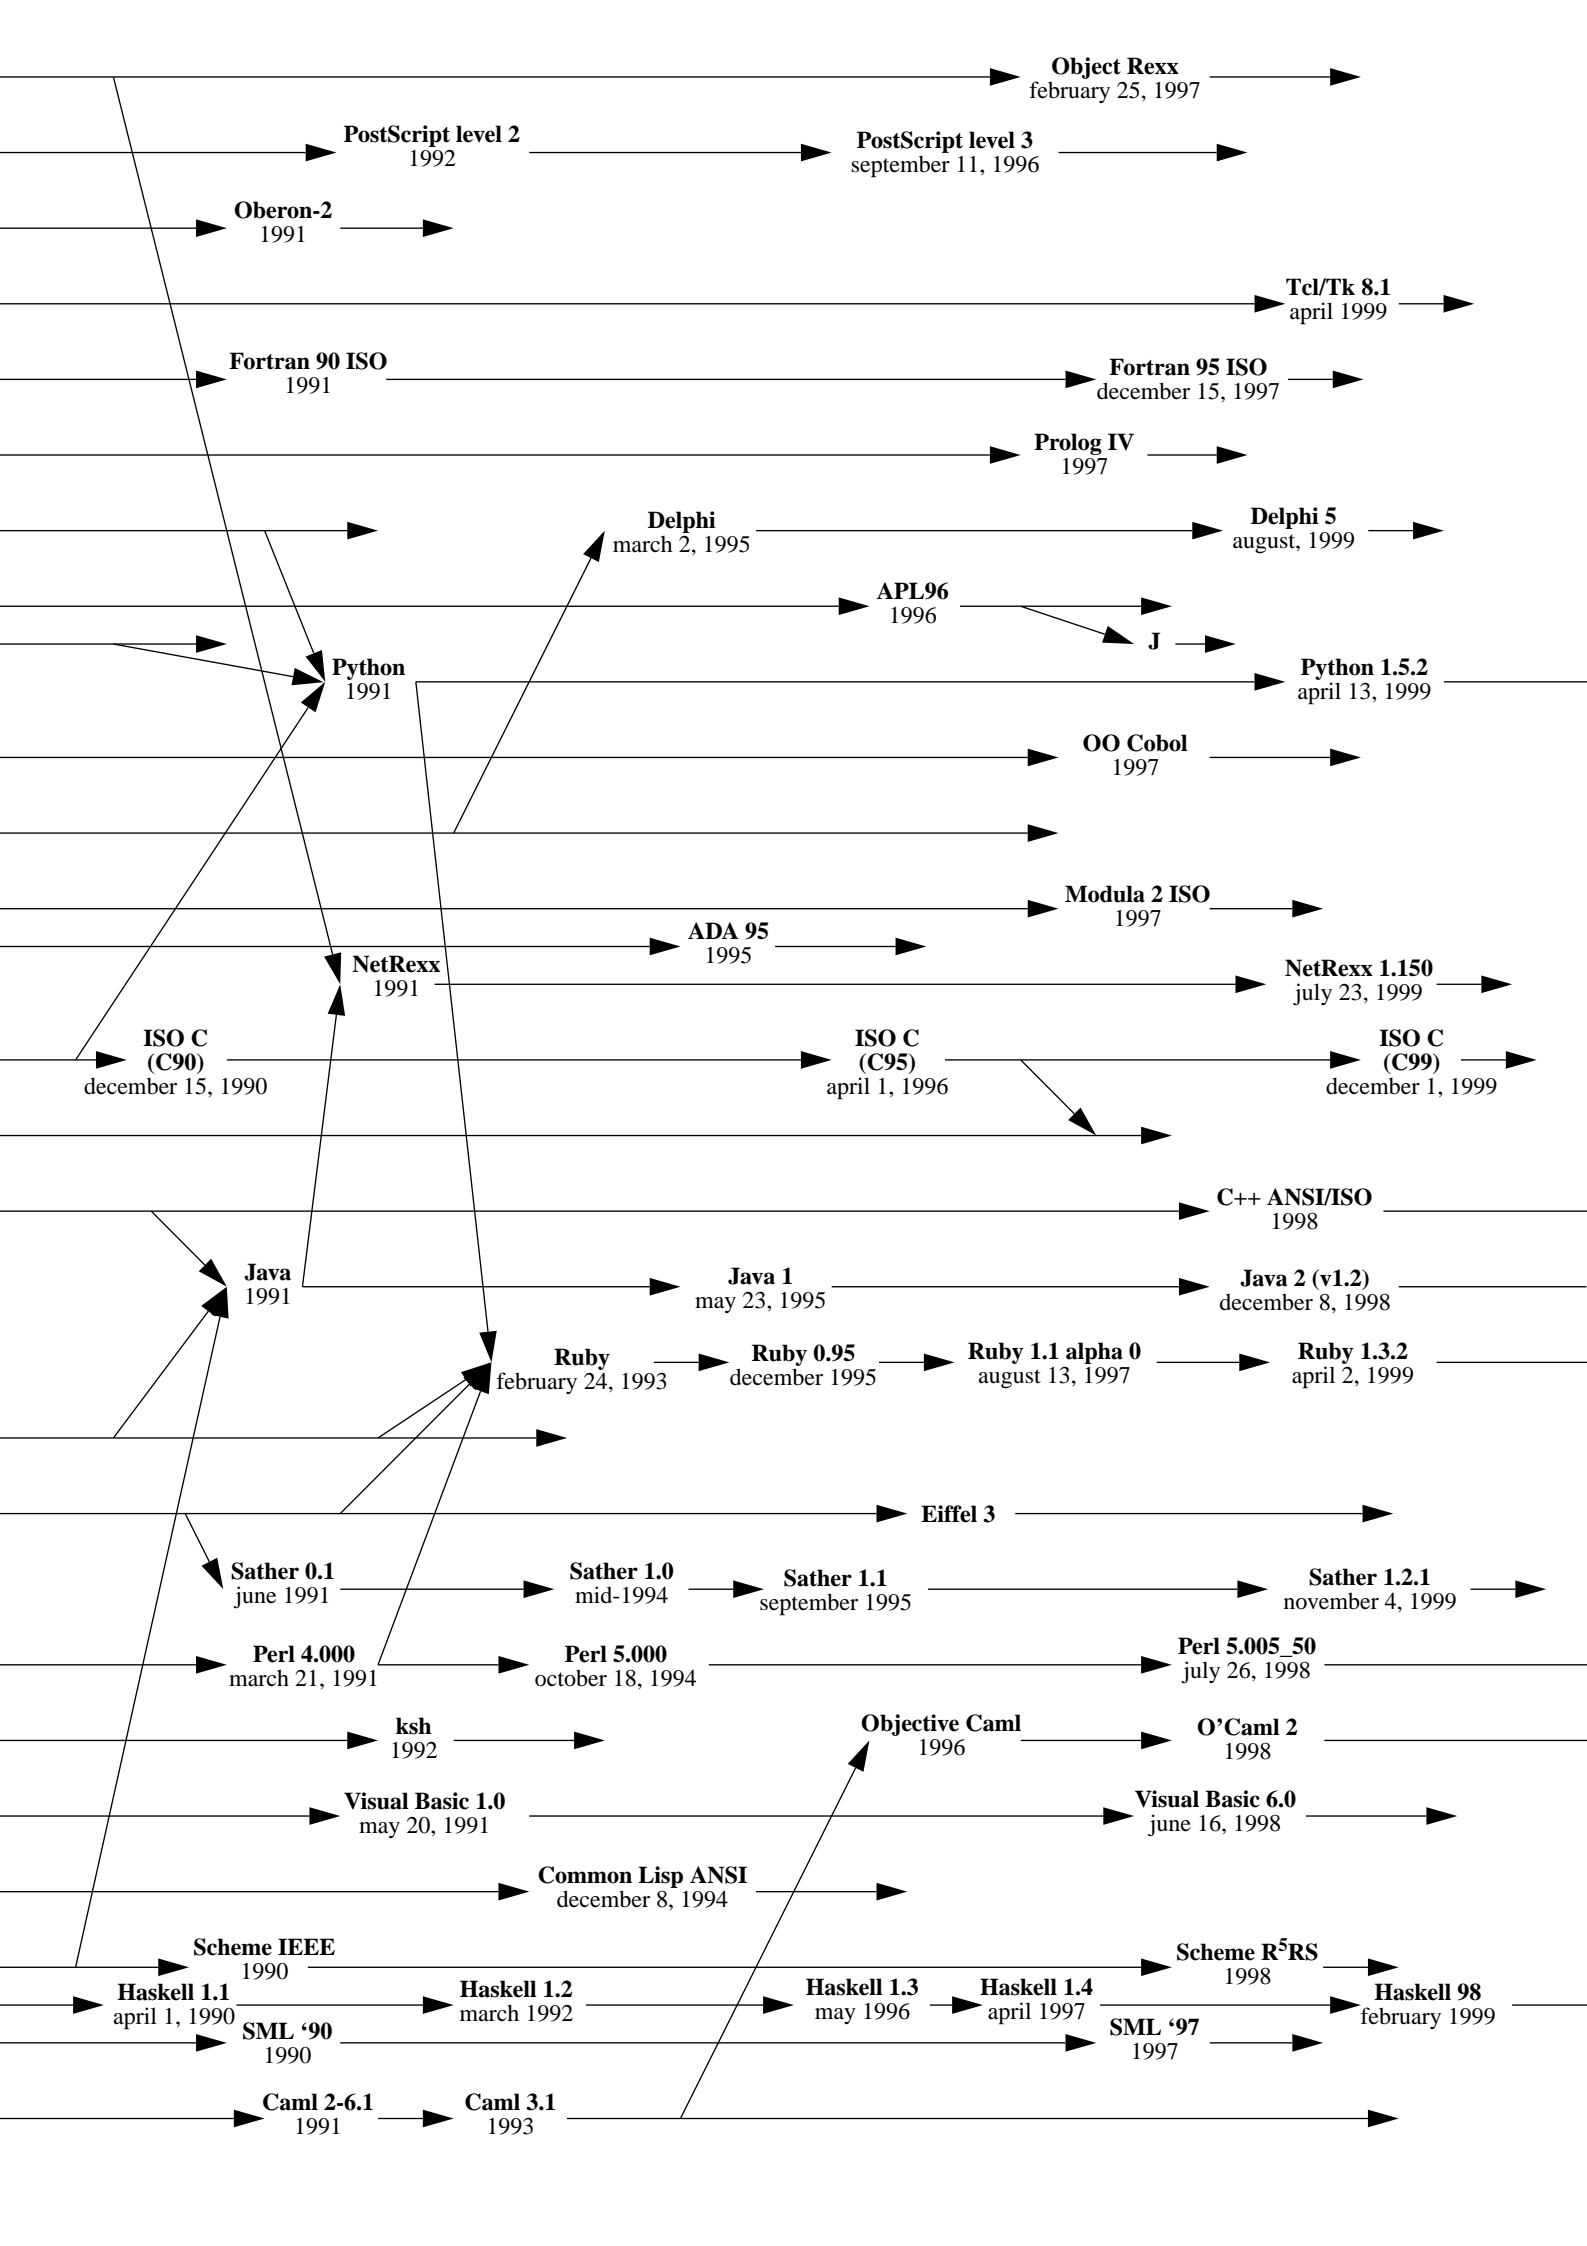 Object Rexx
february 25, 1997
PostScript level 2
1992
PostScript level 3
september 11, 1996
Oberon-2
1991
Tcl/Tk 8.1
april 1999
Fortran 90 ISO
1991
Fortran 95 ISO
december 15, 1997
Prolog IV
1997
Delphi
march 2, 1995
Delphi 5
august, 1999
APL96
1996
J
Python
1991
Python 1.5.2
april 13, 1999
OO Cobol
1997
Modula 2 ISO
1997
ADA 95
1995
NetRexx
1991
NetRexx 1.150
july 23, 1999
ISO C
(C90)
december 15, 1990
ISO C
(C95)
april 1, 1996
ISO C
(C99)
december 1, 1999
C++ ANSI/ISO
1998
Java
1991
Java 1
may 23, 1995
Java 2 (v1.2)
december 8, 1998
Ruby
february 24, 1993
Ruby 0.95
december 1995
Ruby 1.1 alpha 0
august 13, 1997
Ruby 1.3.2
april 2, 1999
Eiffel 3
Sather 0.1
june 1991
Sather 1.0
mid-1994
Sather 1.1
september 1995
Sather 1.2.1
november 4, 1999
Perl 4.000
march 21, 1991
Perl 5.000
october 18, 1994
Perl 5.005_50
july 26, 1998
ksh
1992
Objective Caml
1996
O’Caml 2
1998
Visual Basic 1.0
may 20, 1991
Visual Basic 6.0
june 16, 1998
Common Lisp ANSI
december 8, 1994
Scheme IEEE
1990
Scheme R⁵RS
1998
Haskell 1.1
april 1, 1990
Haskell 1.2
march 1992
Haskell 1.3
may 1996
Haskell 1.4
april 1997
Haskell 98
february 1999
SML ‘90
1990
SML ‘97
1997
Caml 2-6.1
1991
Caml 3.1
1993